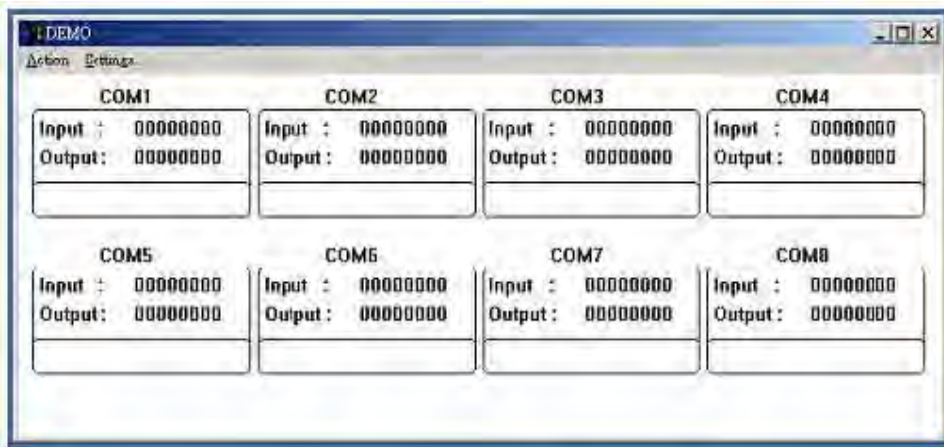 DEMO
Action Settings
COM1 COM2 COM3 COM4
Input : 00000000 Input : 00000000 Input : 00000000 Input : 00000000
Output : 00000000 Output : 00000000 Output : 00000000 Output : 00000000
COM5 COM6 COM7 COM8
Input : 00000000 Input : 00000000 Input : 00000000 Input : 00000000
Output : 00000000 Output : 00000000 Output : 00000000 Output : 00000000